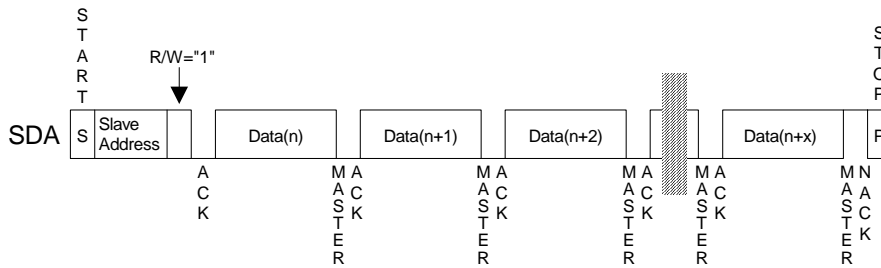 START
STOP
R/W="1"
SDA
S
Slave
Address
Data(n)
Data(n+1)
Data(n+2)
Data(n+x)
P
ACK
MASTER
ACK
MASTER
ACK
MASTER
ACK
MASTER
ACK
MASTER
NACK